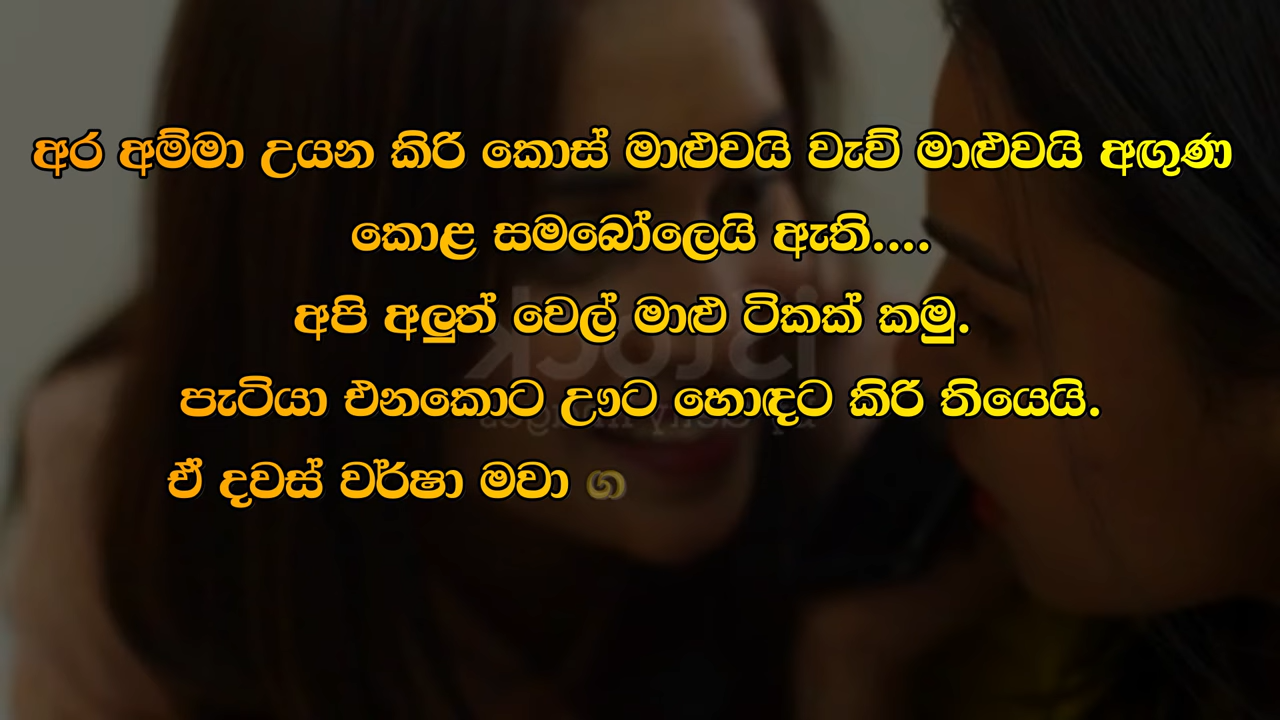 අර අම්මා උයන කිරි කොස් මාළුවයි වැව් මාළුවයි අඟුණ
කොළ සමබෝලෙයි ඇති....
අපි අලුත් වෙල් මාළු ටිකක් කමු.
පැටියා එනකොට ඌට හොඳට කිරි තියෙයි.
ඒ දවස් වර්ෂා මවා ග